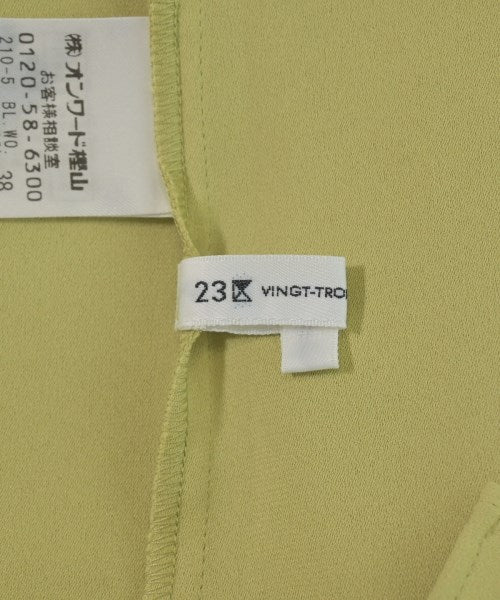 (株)オンワード樫山
お客様相談室
0120-58-6300
210-5 BL.WO.
38
23区 VINGT-TROI